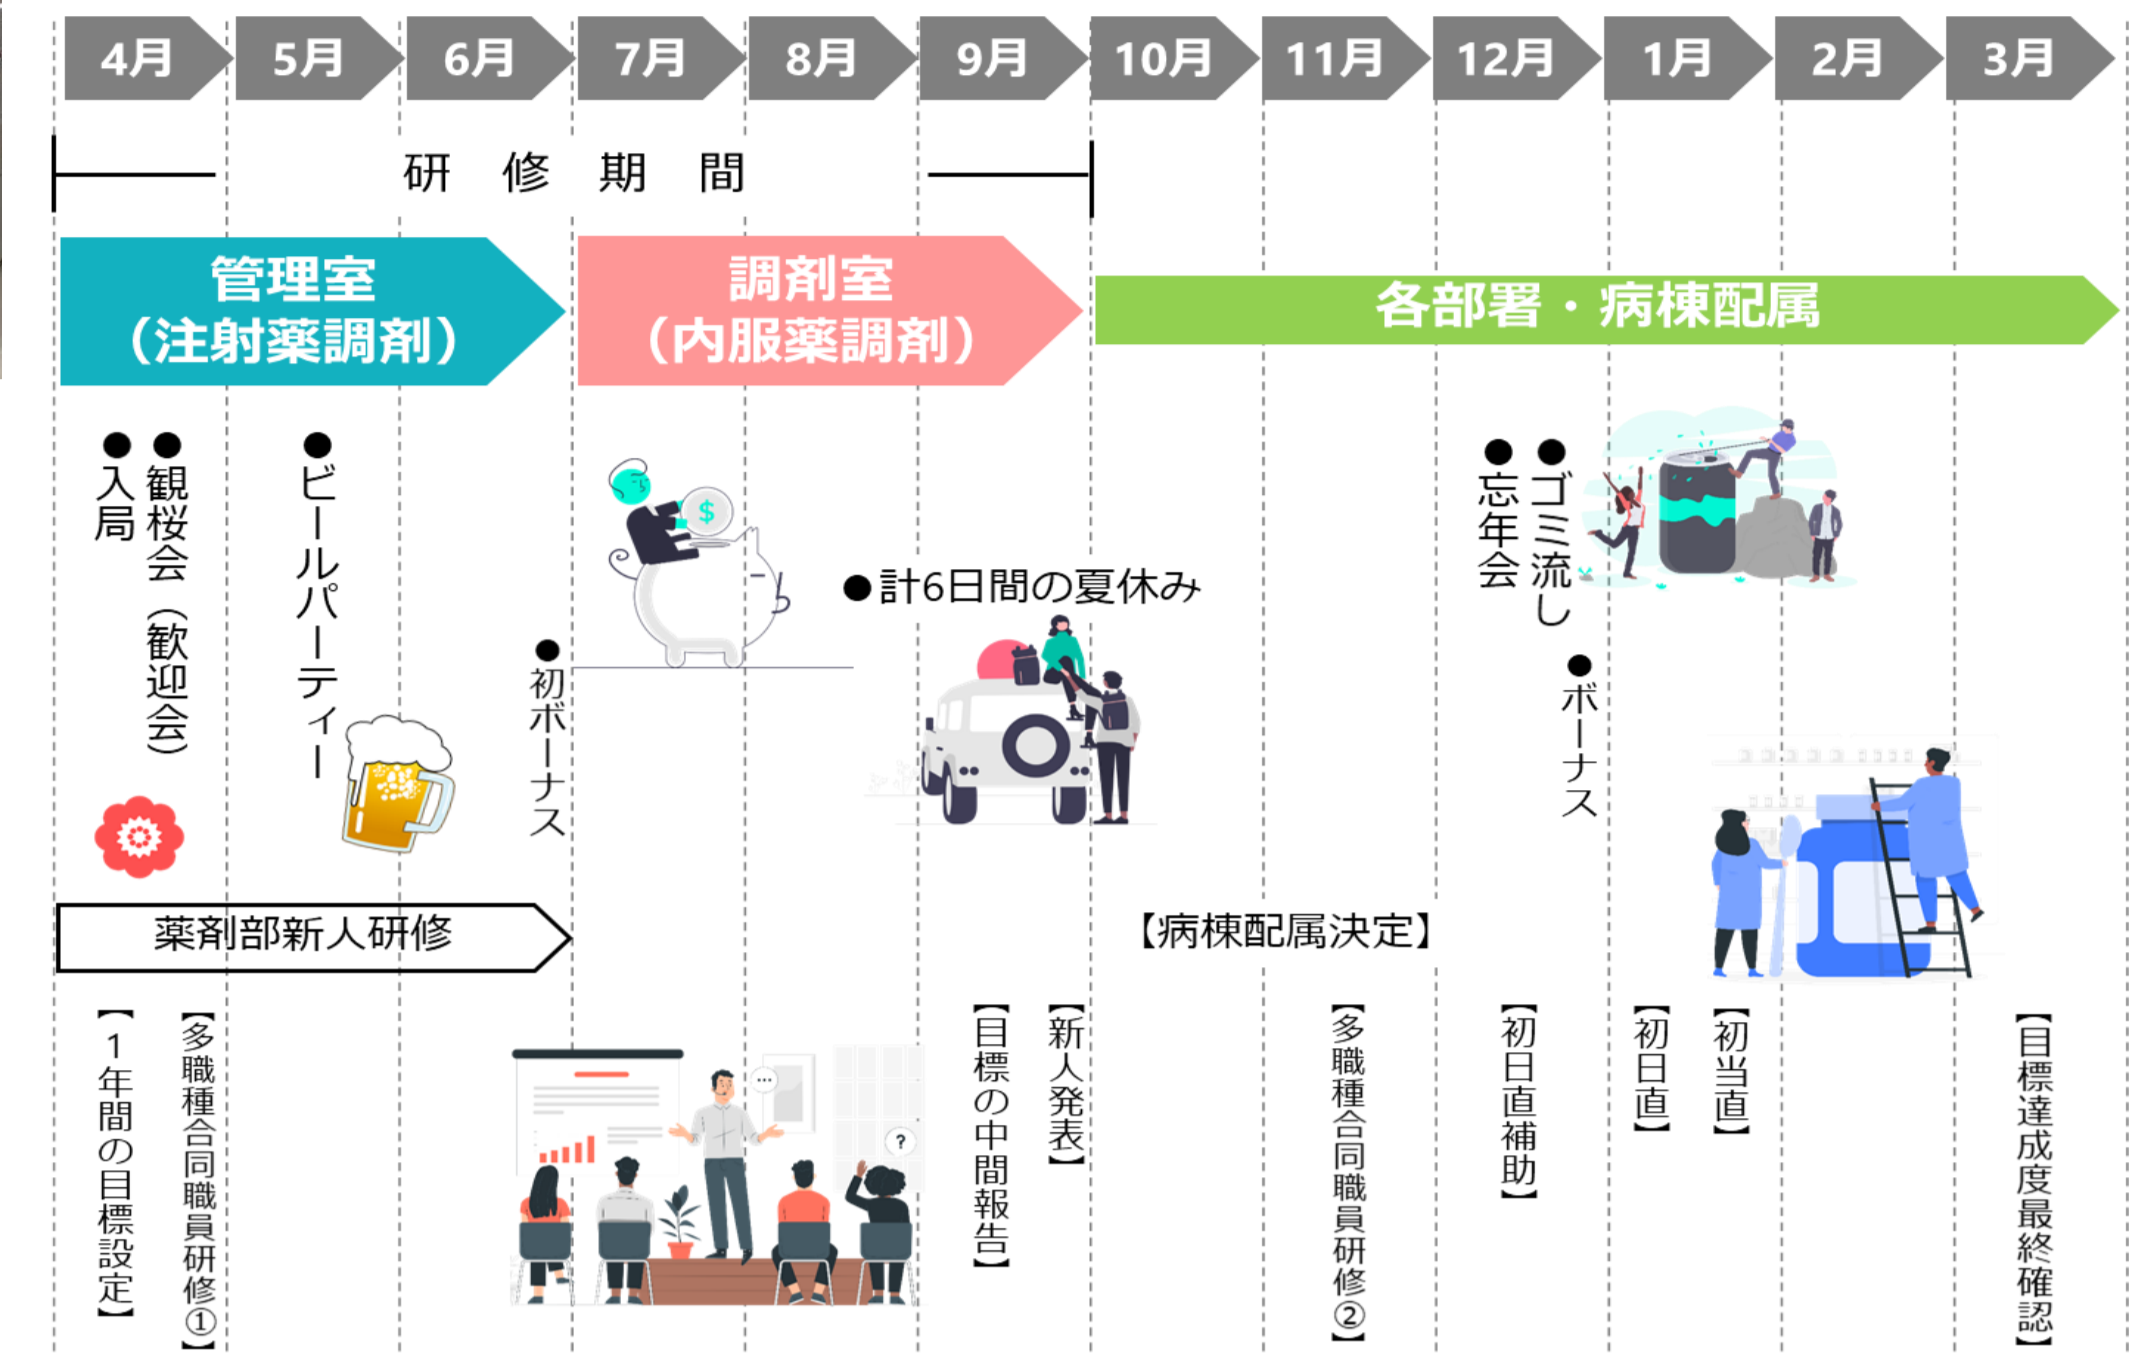 4月
5月
6月
7月
8月
9月
10月
11月
12月
1月
2月
3月
研修期間
管理室
（注射薬調剤）
調剤室
（内服薬調剤）
各部署・病棟配属
●入局
●観桜会（歓迎会）
●ビールパーティー
●初ボーナス
$
●計6日間の夏休み
●忘年会
●ゴミ流し
●ボーナス
薬剤部新人研修
【病棟配属決定】
【1年間の目標設定】
【多職種合同職員研修①】
?
【目標の中間報告】
【新人発表】
【多職種合同職員研修②】
【初日直補助】
【初日直】
【初当直】
【目標達成度最終確認】